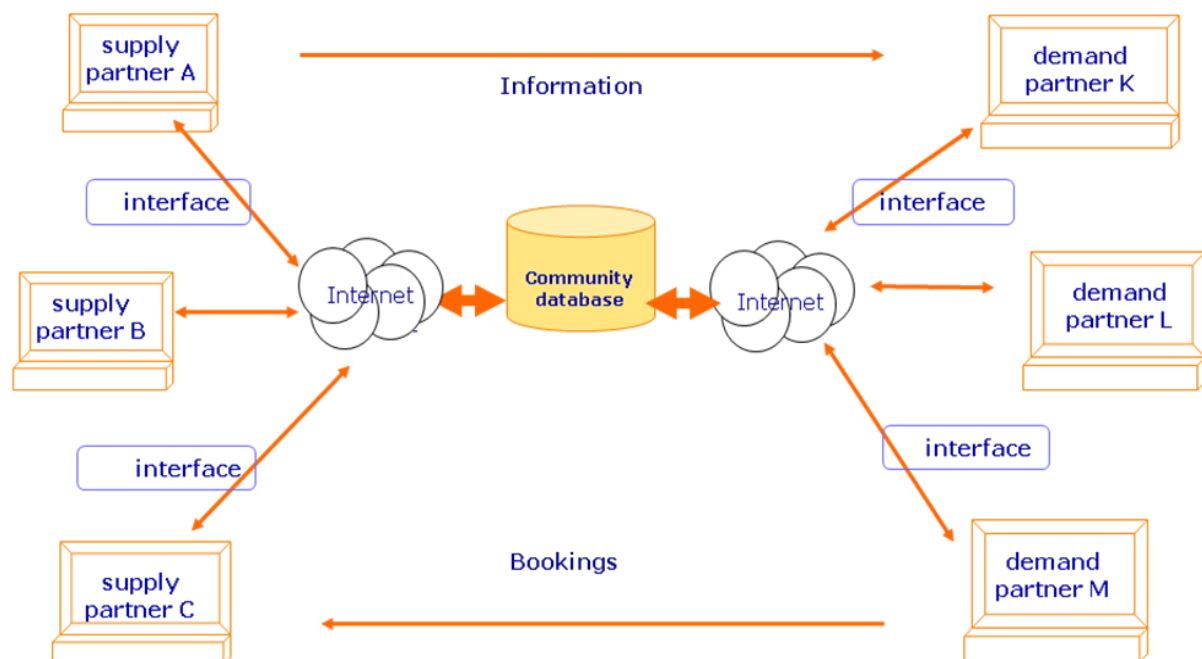 supply
partner A
Information
demand
partner K
interface
interface
supply
partner B
Internet
Community
database
Internet
demand
partner L
interface
interface
supply
partner C
Bookings
demand
partner M